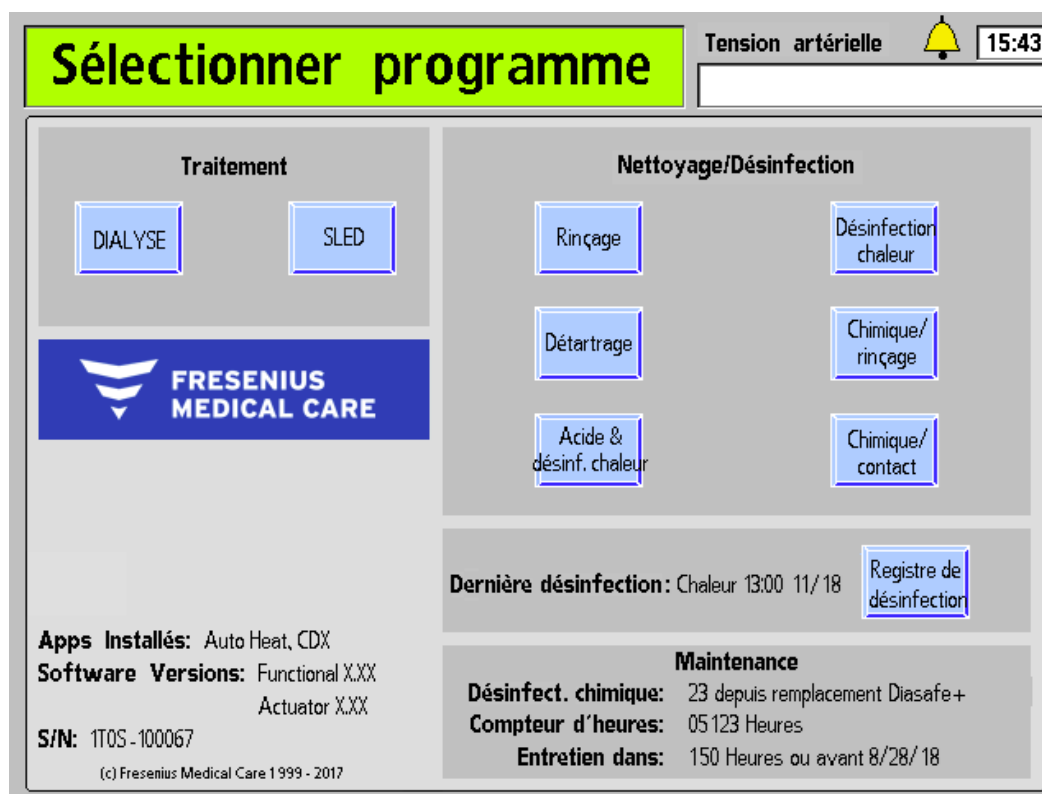 Sélectionner programme
Tension artérielle
15:43
Traitement
DIALYSE
SLED
FRESENIUS
MEDICAL CARE
Apps Installés: Auto Heat, CDX
Software Versions: Functional X.XX
Actuator X.XX
S/N: 1T0S-100067
(c) Fresenius Medical Care 1999 - 2017
Nettoyage/Désinfection
Rinçage
Désinfection
chaleur
Détartrage
Chimique/
rinçage
Acide &
désinf. chaleur
Chimique/
contact
Dernière désinfection: Chaleur 13:00 11/18
Registre de
désinfection
Maintenance
Désinfect. chimique: 23 depuis remplacement Diasafe+
Compteur d'heures: 05123 Heures
Entretien dans: 150 Heures ou avant 8/28/18